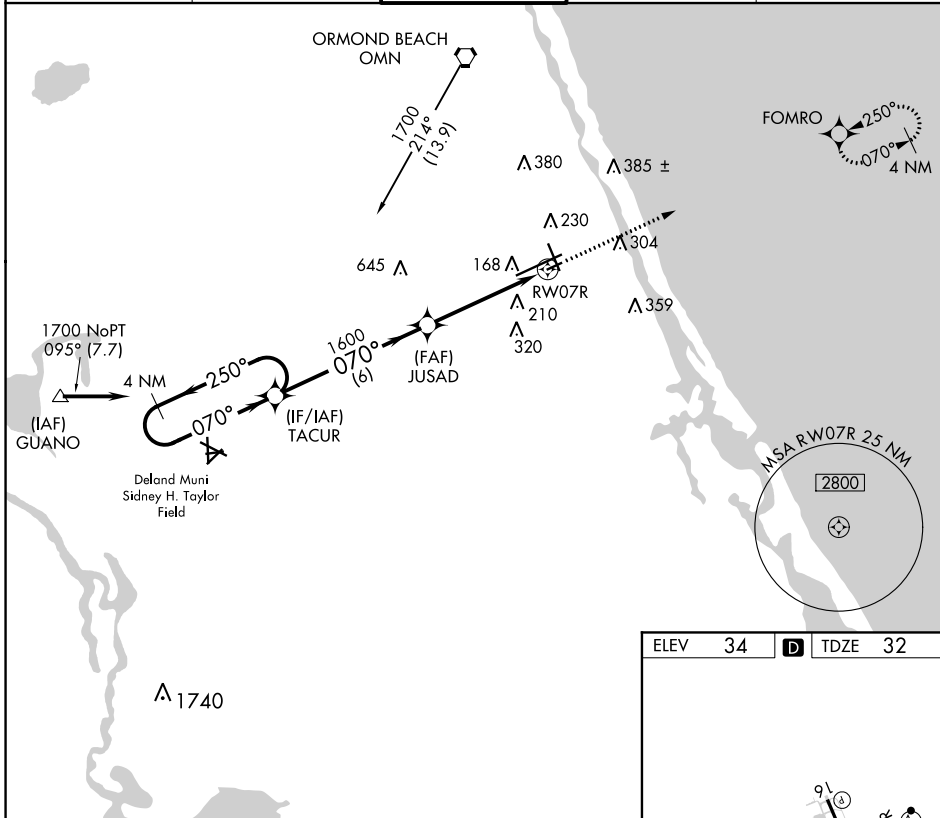 ORMOND BEACH
OMN
1700
214°
(13.9)
FOMRO
250°
070°
4 NM
380
385 ±
230
304
645
168
RW07R
210
359
320
1700 NoPT
095° (7.7)
1600
070°
(6)
(FAF)
JUSAD
4 NM
250°
070°
(IF/IAF)
TACUR
(IAF)
GUANO
Deland Muni
Sidney H. Taylor
Field
MSA RW07R 25 NM
2800
1740
ELEV 34 D TDZE 32
16
P